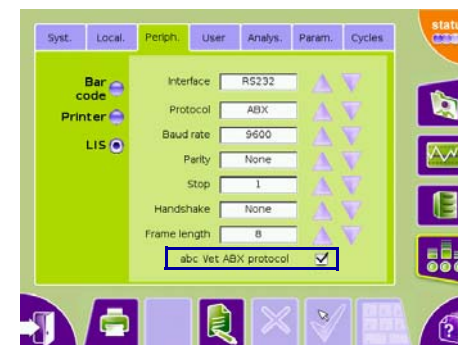 status
Syst. Local. Periph. User Analys. Param. Cycles
Bar code
Printer
LIS
Interface RS232
Protocol ABX
Baud rate 9600
Parity None
Stop 1
Handshake None
Frame length 8
abc Vet ABX protocol